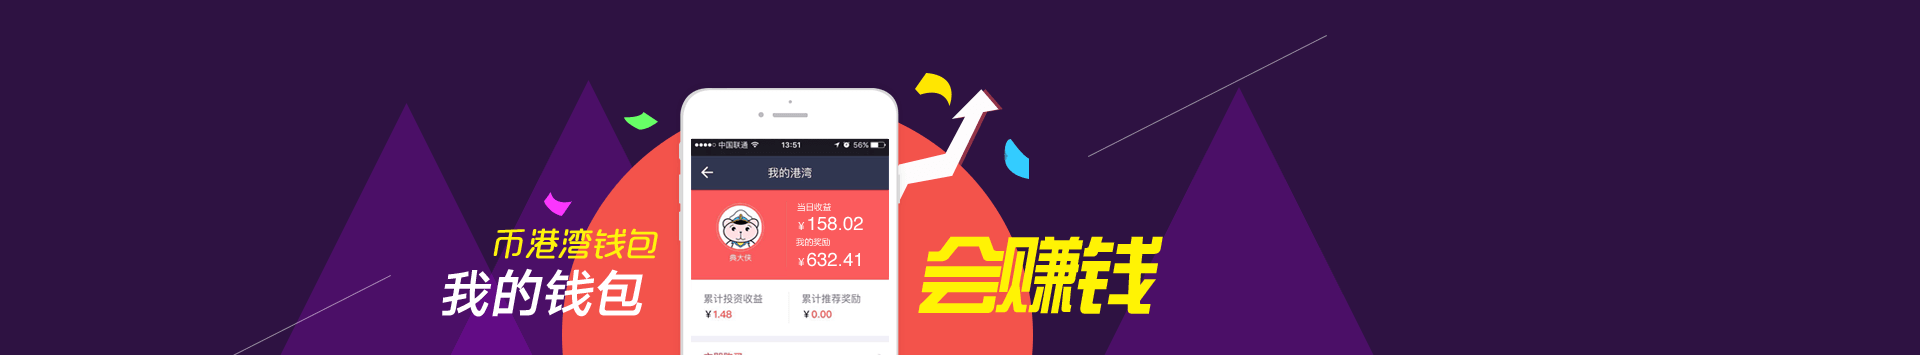 币港湾钱包
我的钱包
会赚钱
中国联通 13:51 56%
我的港湾
典大侠
当日收益
¥158.02
我的奖励
¥632.41
累计投资收益 累计推荐奖励
¥1.48 ¥0.00